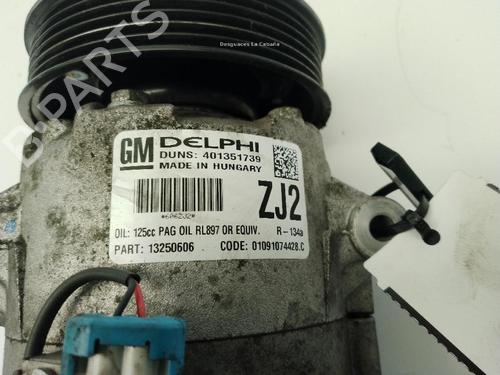 Desguaces La Cabaña
B-PARTS
GM DELPHI
DUNS: 401351739
MADE IN HUNGARY
ZJ2
OIL: 125cc PAG OIL RL897 OR EQUIV. R-134a
PART: 13250606 CODE: 01091074428.C